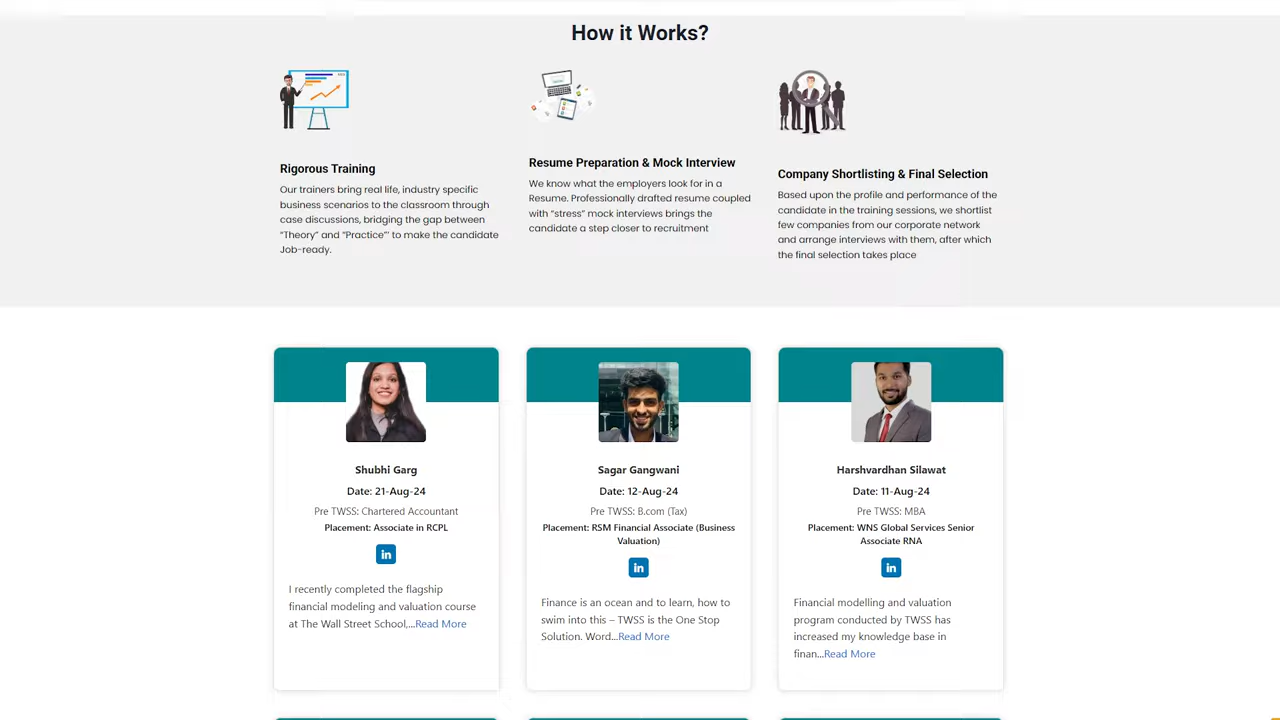 How it Works?
Rigorous Training
Our trainers bring real life, industry specific
business scenarios to the classroom through
case discussions, bridging the gap between
“Theory” and “Practice”’ to make the candidate
Job-ready.
Resume Preparation & Mock Interview
We know what the employers look for in a
Resume. Professionally drafted resume coupled
with “stress” mock interviews brings the
candidate a step closer to recruitment
Company Shortlisting & Final Selection
Based upon the profile and performance of the
candidate in the training sessions, we shortlist
few companies from our corporate network
and arrange interviews with them, after which
the final selection takes place
Shubhi Garg
Date: 21-Aug-24
Pre TWSS: Chartered Accountant
Placement: Associate in RCPL
in
I recently completed the flagship
financial modeling and valuation course
at The Wall Street School,...Read More
Sagar Gangwani
Date: 12-Aug-24
Pre TWSS: B.com (Tax)
Placement: RSM Financial Associate (Business
Valuation)
in
Finance is an ocean and to learn, how to
swim into this – TWSS is the One Stop
Solution. Word...Read More
Harshvardhan Silawat
Date: 11-Aug-24
Pre TWSS: MBA
Placement: WNS Global Services Senior
Associate RNA
in
Financial modelling and valuation
program conducted by TWSS has
increased my knowledge base in
finan...Read More